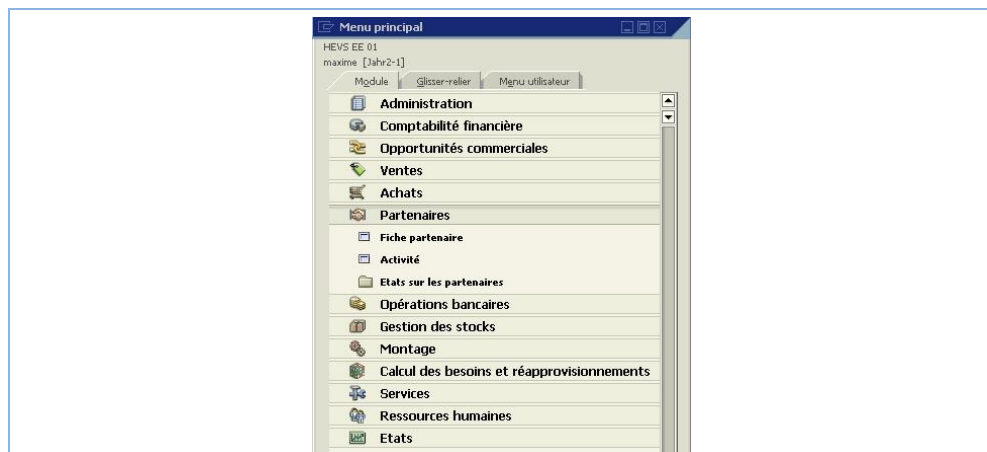 Menu principal
HEVS EE 01
maxime [Jahr2-1]
Module Glisser-relier Menu utilisateur
Administration
Comptabilité financière
Opportunités commerciales
Ventes
Achats
Partenaires
Fiche partenaire
Activité
Etats sur les partenaires
Opérations bancaires
Gestion des stocks
Montage
Calcul des besoins et réapprovisionnements
Services
Ressources humaines
Etats